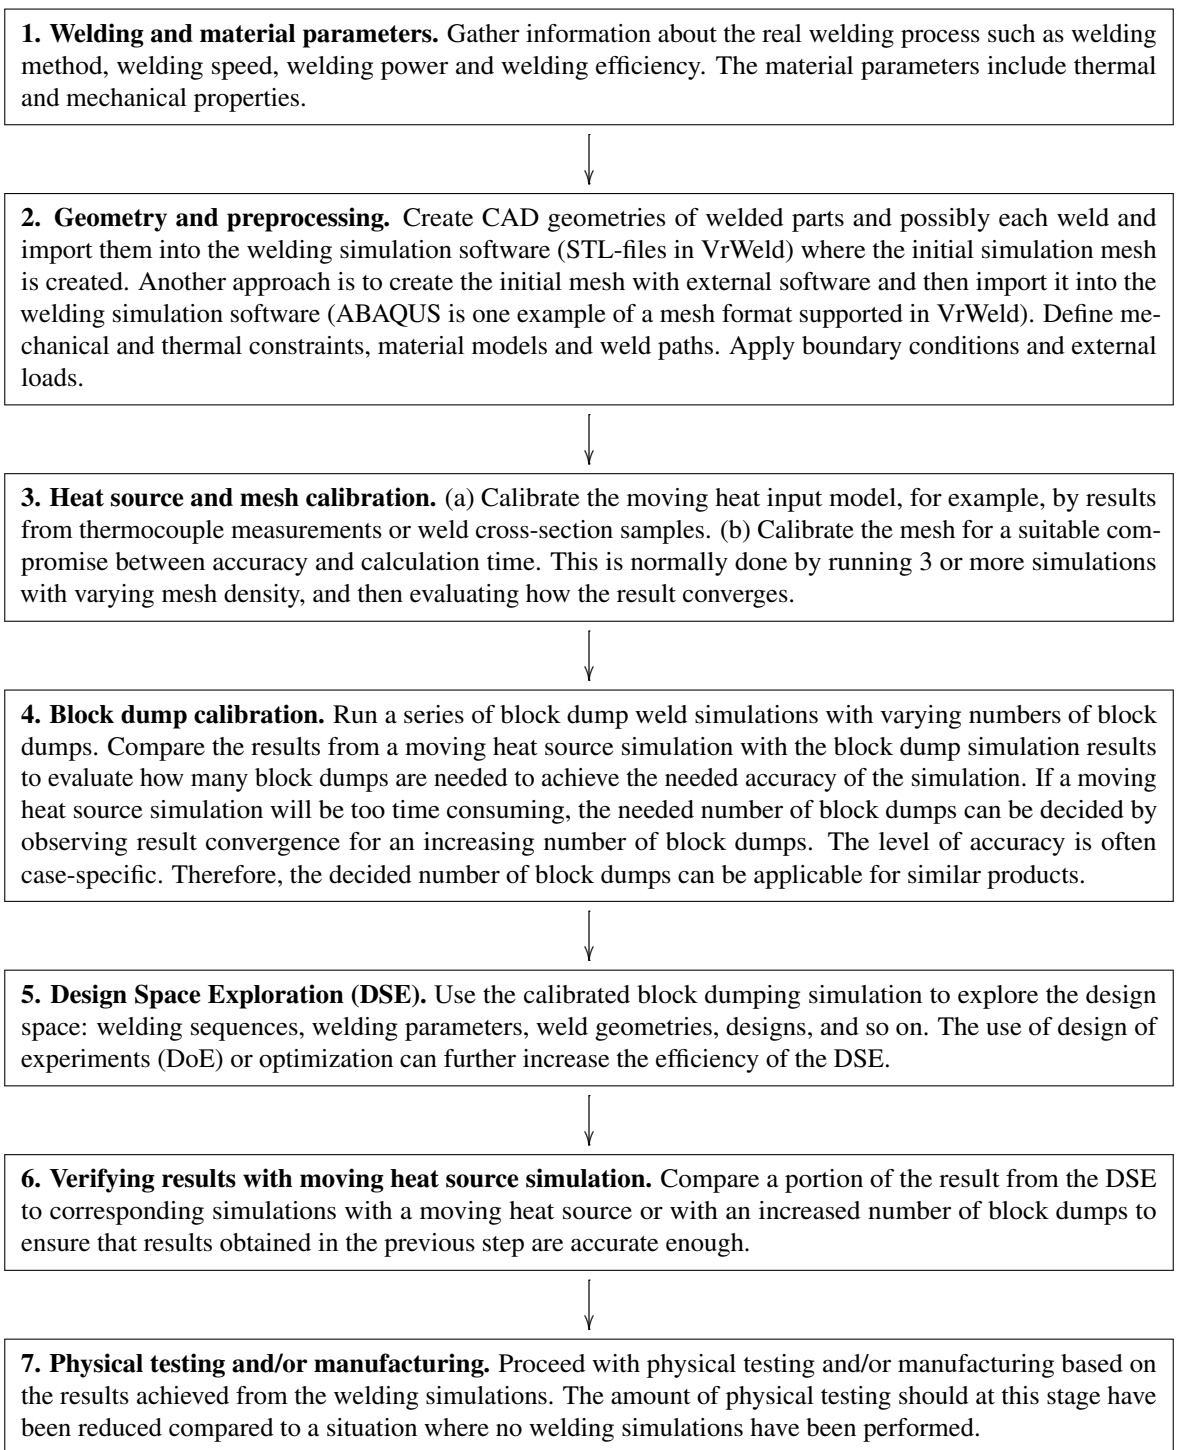 1. Welding and material parameters. Gather information about the real welding process such as welding
method, welding speed, welding power and welding efficiency. The material parameters include thermal
and mechanical properties.
2. Geometry and preprocessing. Create CAD geometries of welded parts and possibly each weld and
import them into the welding simulation software (STL-files in VrWeld) where the initial simulation mesh
is created. Another approach is to create the initial mesh with external software and then import it into the
welding simulation software (ABAQUS is one example of a mesh format supported in VrWeld). Define me-
chanical and thermal constraints, material models and weld paths. Apply boundary conditions and external
loads.
3. Heat source and mesh calibration. (a) Calibrate the moving heat input model, for example, by results
from thermocouple measurements or weld cross-section samples. (b) Calibrate the mesh for a suitable com-
promise between accuracy and calculation time. This is normally done by running 3 or more simulations
with varying mesh density, and then evaluating how the result converges.
4. Block dump calibration. Run a series of block dump weld simulations with varying numbers of block
dumps. Compare the results from a moving heat source simulation with the block dump simulation results
to evaluate how many block dumps are needed to achieve the needed accuracy of the simulation. If a moving
heat source simulation will be too time consuming, the needed number of block dumps can be decided by
observing result convergence for an increasing number of block dumps. The level of accuracy is often
case-specific. Therefore, the decided number of block dumps can be applicable for similar products.
5. Design Space Exploration (DSE). Use the calibrated block dumping simulation to explore the design
space: welding sequences, welding parameters, weld geometries, designs, and so on. The use of design of
experiments (DoE) or optimization can further increase the efficiency of the DSE.
6. Verifying results with moving heat source simulation. Compare a portion of the result from the DSE
to corresponding simulations with a moving heat source or with an increased number of block dumps to
ensure that results obtained in the previous step are accurate enough.
7. Physical testing and/or manufacturing. Proceed with physical testing and/or manufacturing based on
the results achieved from the welding simulations. The amount of physical testing should at this stage have
been reduced compared to a situation where no welding simulations have been performed.